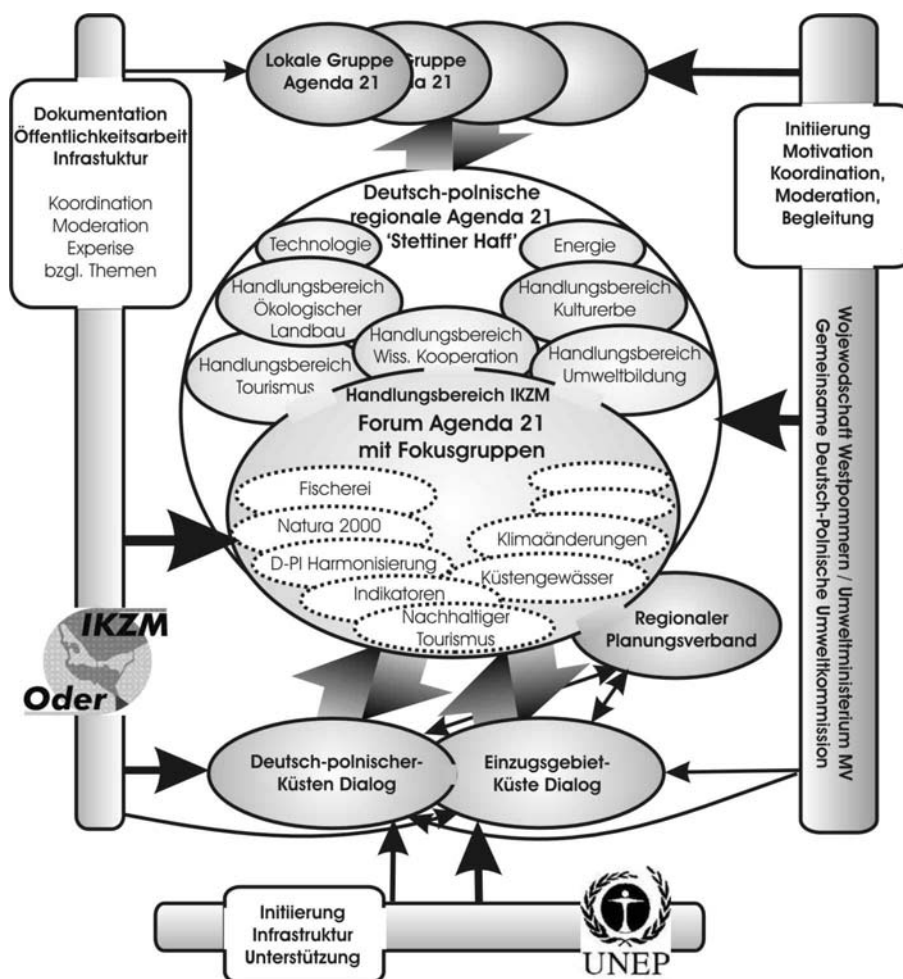 Lokale Gruppe
Agenda 21
Gruppe
da 21
Dokumentation
Öffentlichkeitsarbeit
Infrastuktur
Koordination
Moderation
Experise
bzgl. Themen
Initiierung
Motivation
Koordination,
Moderation,
Begleitung
Deutsch-polnische
regionale Agenda 21
'Stettiner Haff'
Technologie
Energie
Handlungsbereich
Ökologischer
Landbau
Handlungsbereich
Kulturerbe
Handlungsbereich
Wiss. Kooperation
Handlungsbereich
Tourismus
Handlungsbereich
Umweltbildung
Handlungsbereich IKZM
Forum Agenda 21
mit Fokusgruppen
Fischerei
Natura 2000
D-Pl Harmonisierung
Indikatoren
Nachhaltiger
Tourismus
Klimaänderungen
Küstengewässer
Regionaler
Planungsverband
Wojewodschaft Westpommern / Umweltministerium MV
Gemeinsame Deutsch-Polnische Umweltkommission
IKZM
Oder
Deutsch-polnischer-
Küsten Dialog
Einzugsgebiet-
Küste Dialog
Initiierung
Infrastruktur
Unterstützung
UNEP